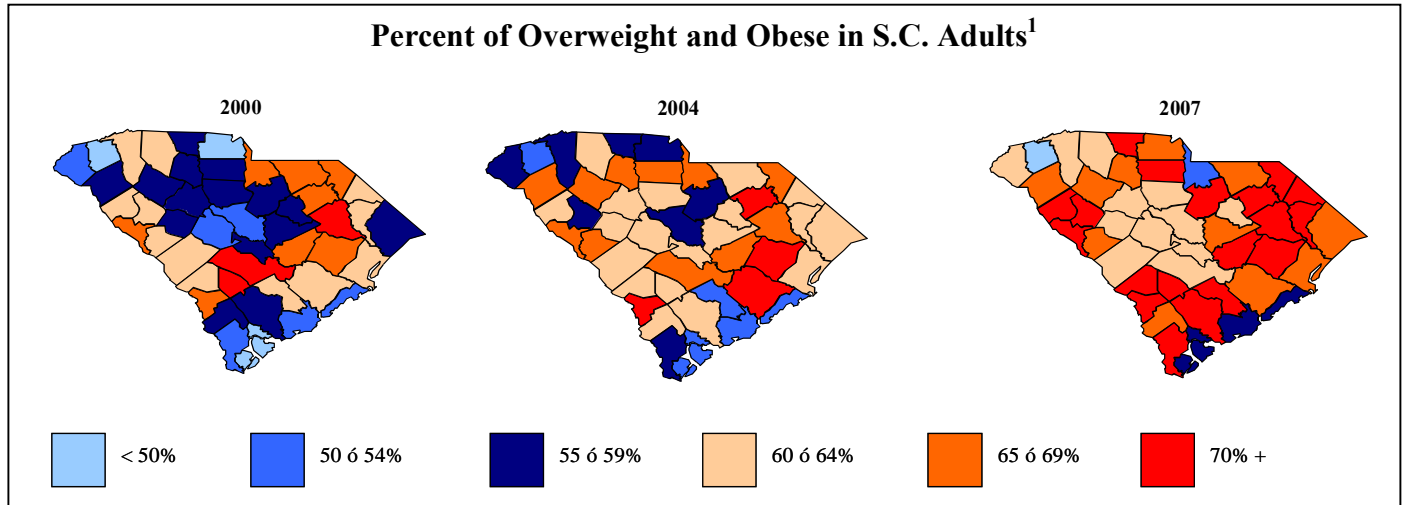 Percent of Overweight and Obese in S.C. Adults1
2000 2004 2007
< 50% 50 ó 54% 55 ó 59% 60 ó 64% 65 ó 69% 70% +